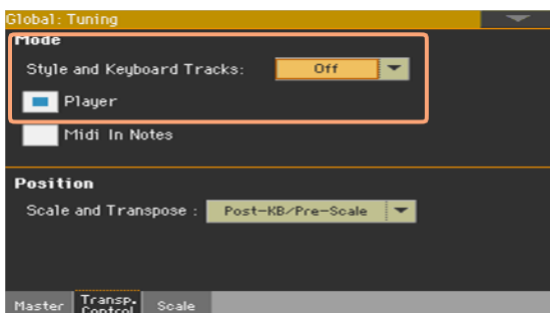 Global: Tuning
Mode
Style and Keyboard Tracks: Off
Player
Midi In Notes
Position
Scale and Transpose : Post-KB/Pre-Scale
Master Transp. Control Scale